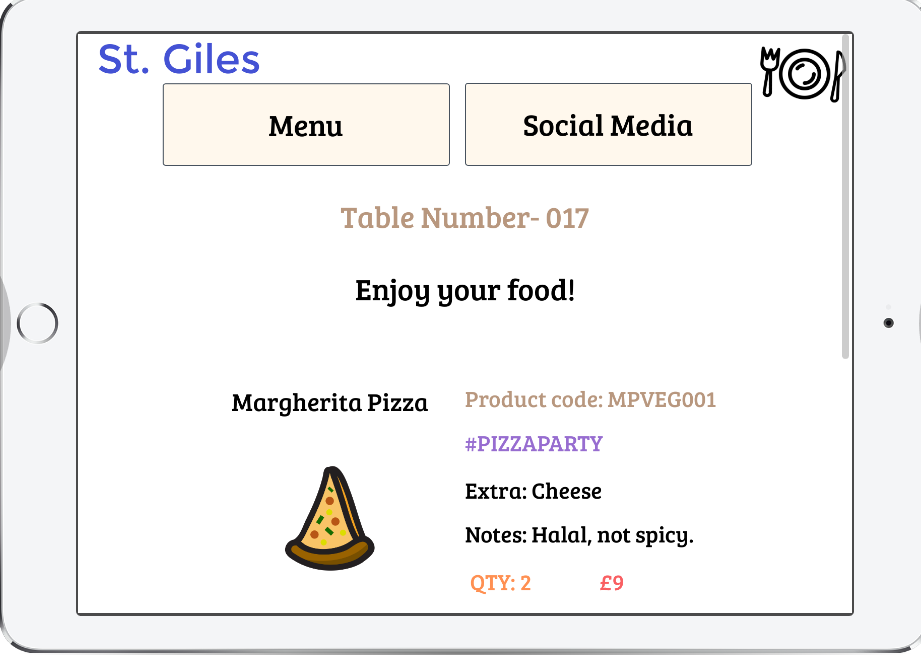 St. Giles
Menu
Social Media
Table Number- 017
Enjoy your food!
Margherita Pizza
Product code: MPVEG001
#PIZZAPARTY
Extra: Cheese
Notes: Halal, not spicy.
QTY: 2
£9